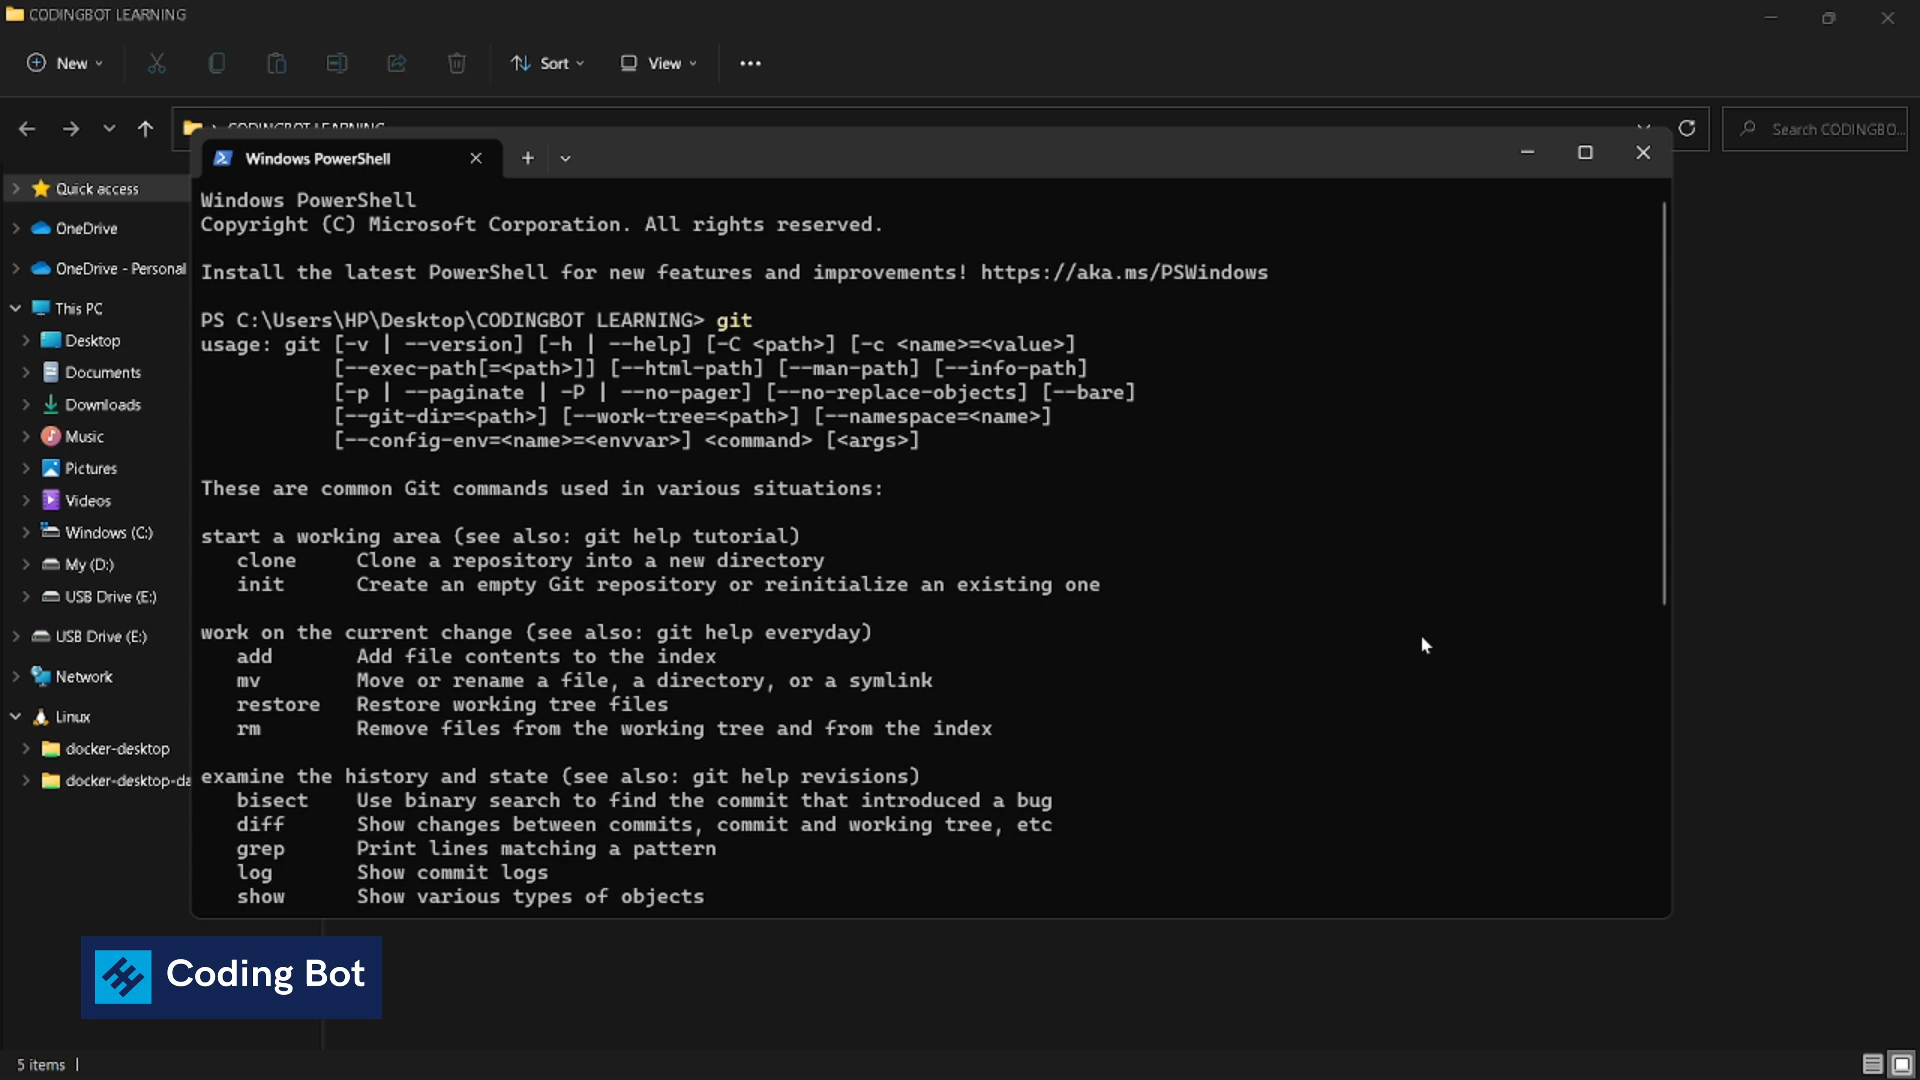 CODINGBOT LEARNING
New
Sort
View
CODINGBOT LEARNING
Search CODINGBO...
Windows PowerShell
Quick access
OneDrive
OneDrive - Personal
This PC
Desktop
Documents
Downloads
Music
Pictures
Videos
Windows (C:)
My (D:)
USB Drive (E:)
USB Drive (E:)
Network
Linux
docker-desktop
docker-desktop-da
Windows PowerShell
Copyright (C) Microsoft Corporation. All rights reserved.
Install the latest PowerShell for new features and improvements! https://aka.ms/PSWindows
PS C:\Users\HP\Desktop\CODINGBOT LEARNING> git
usage: git [-v | --version] [-h | --help] [-C <path>] [-c <name>=<value>]
[--exec-path[=<path>]] [--html-path] [--man-path] [--info-path]
[-p | --paginate | -P | --no-pager] [--no-replace-objects] [--bare]
[--git-dir=<path>] [--work-tree=<path>] [--namespace=<name>]
[--config-env=<name>=<envvar>] <command> [<args>]
These are common Git commands used in various situations:
start a working area (see also: git help tutorial)
clone Clone a repository into a new directory
init Create an empty Git repository or reinitialize an existing one
work on the current change (see also: git help everyday)
add Add file contents to the index
mv Move or rename a file, a directory, or a symlink
restore Restore working tree files
rm Remove files from the working tree and from the index
examine the history and state (see also: git help revisions)
bisect Use binary search to find the commit that introduced a bug
diff Show changes between commits, commit and working tree, etc
grep Print lines matching a pattern
log Show commit logs
show Show various types of objects
Coding Bot
5 items